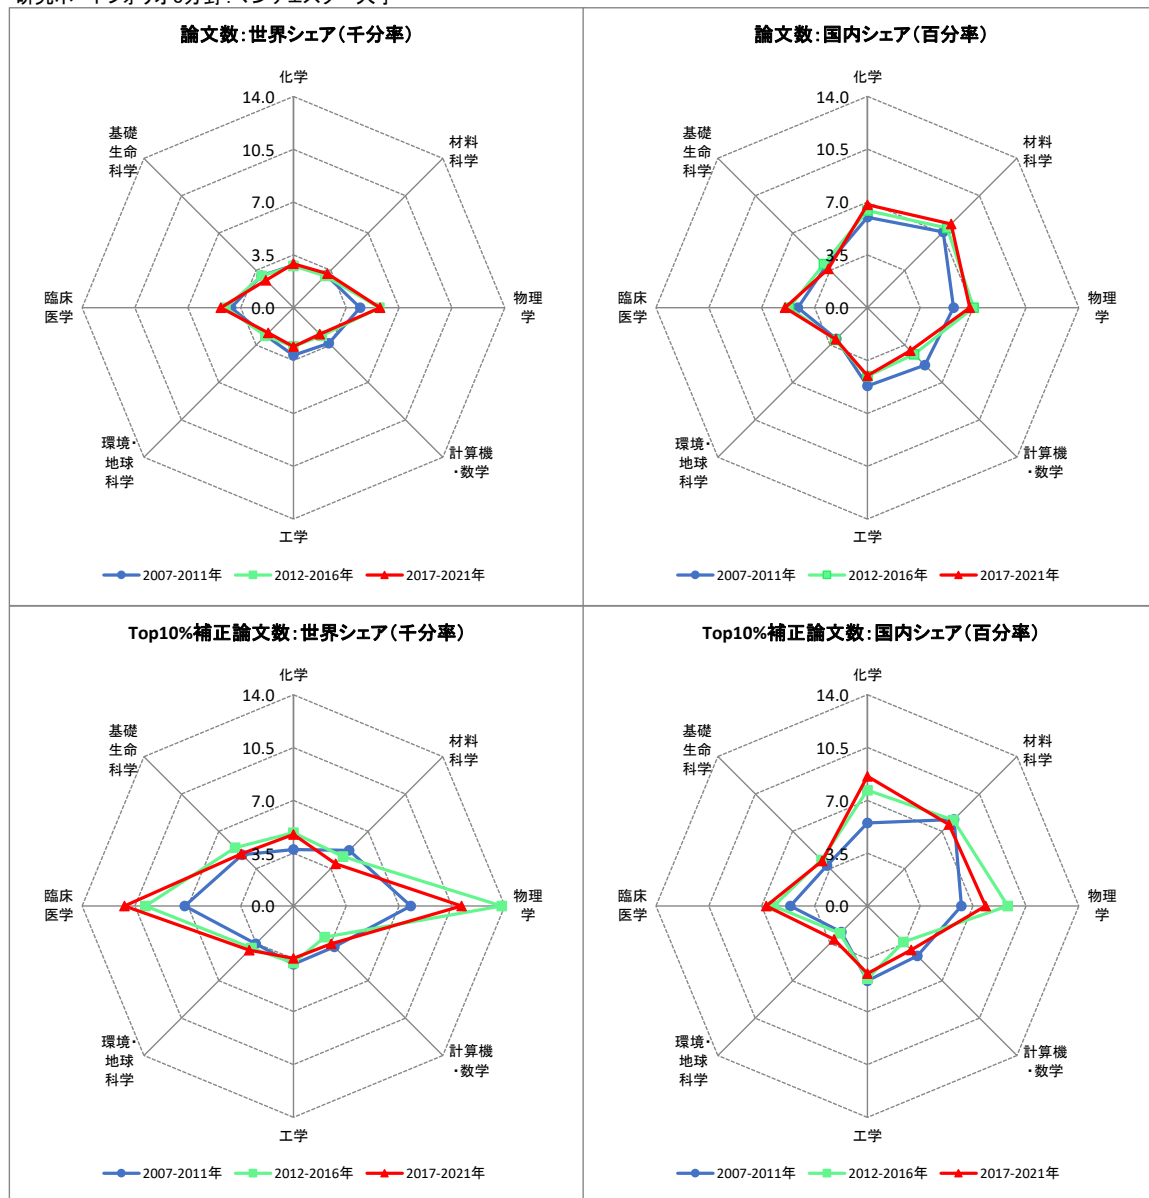 論文数:世界シェア(千分率)
化学
14.0
10.5
7.0
3.5
0.0
材料
科学
物理
学
計算機
・数学
工学
環境・
地球
科学
臨床
医学
基礎
生命
科学
2007-2011年 2012-2016年 2017-2021年
論文数:国内シェア(百分率)
化学
14.0
10.5
7.0
3.5
0.0
材料
科学
物理
学
計算機
・数学
工学
環境・
地球
科学
臨床
医学
基礎
生命
科学
2007-2011年 2012-2016年 2017-2021年
Top10%補正論文数:世界シェア(千分率)
化学
14.0
10.5
7.0
3.5
0.0
材料
科学
物理
学
計算機
・数学
工学
環境・
地球
科学
臨床
医学
基礎
生命
科学
2007-2011年 2012-2016年 2017-2021年
Top10%補正論文数:国内シェア(百分率)
化学
14.0
10.5
7.0
3.5
0.0
材料
科学
物理
学
計算機
・数学
工学
環境・
地球
科学
臨床
医学
基礎
生命
科学
2007-2011年 2012-2016年 2017-2021年